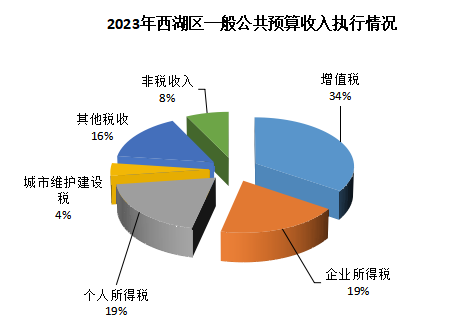 2023年西湖区一般公共预算收入执行情况
非税收入
8%
增值税
34%
其他税收
16%
城市维护建设
税
4%
个人所得税
19%
企业所得税
19%